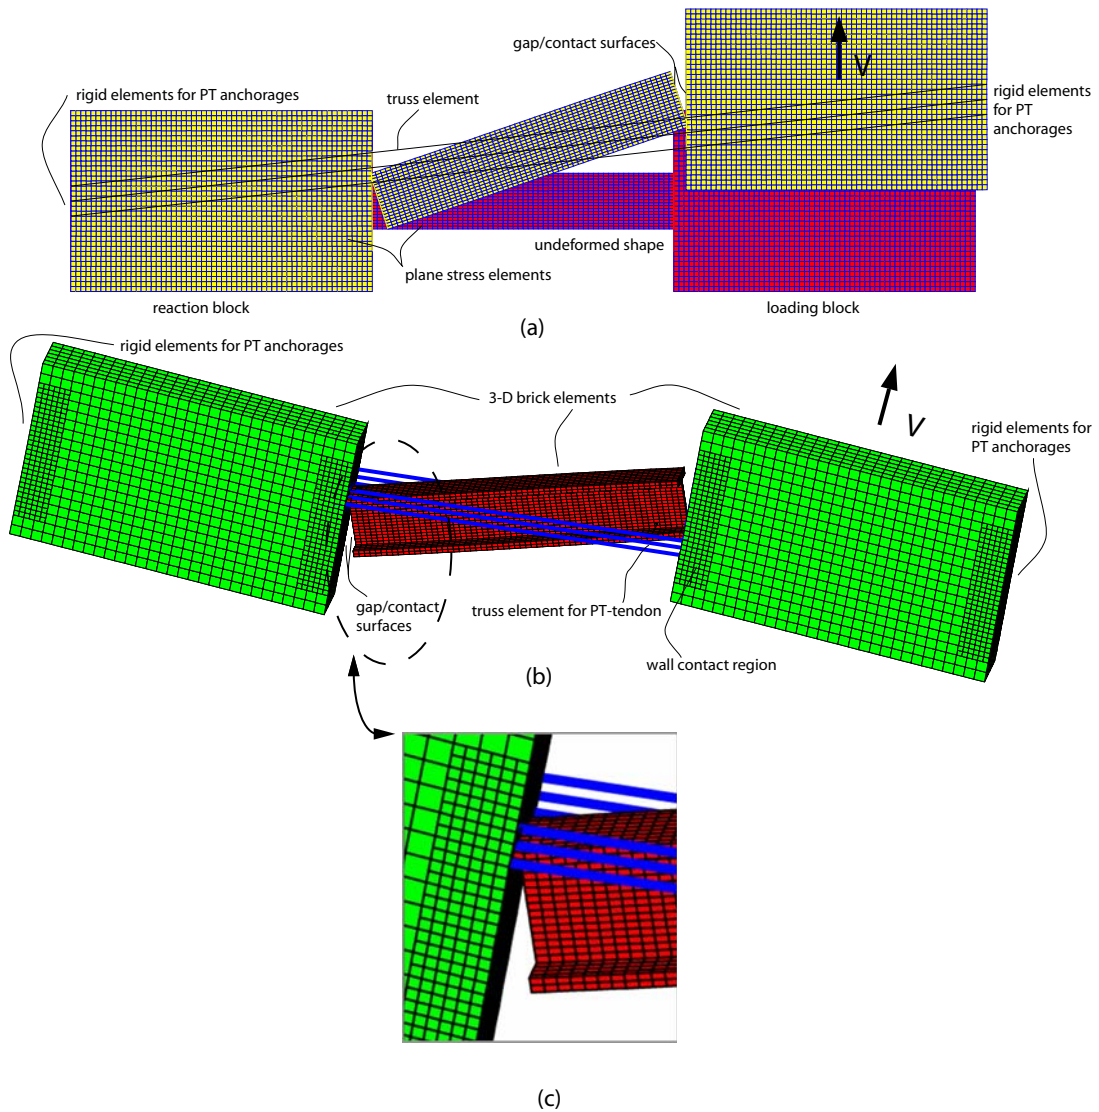 gap/contact surfaces
V
rigid elements for PT anchorages
truss element
rigid elements
for PT
anchorages
undeformed shape
plane stress elements
reaction block
loading block
(a)
rigid elements for PT anchorages
3-D brick elements
V
rigid elements for
PT anchorages
gap/contact
surfaces
truss element for PT-tendon
wall contact region
(b)
(c)